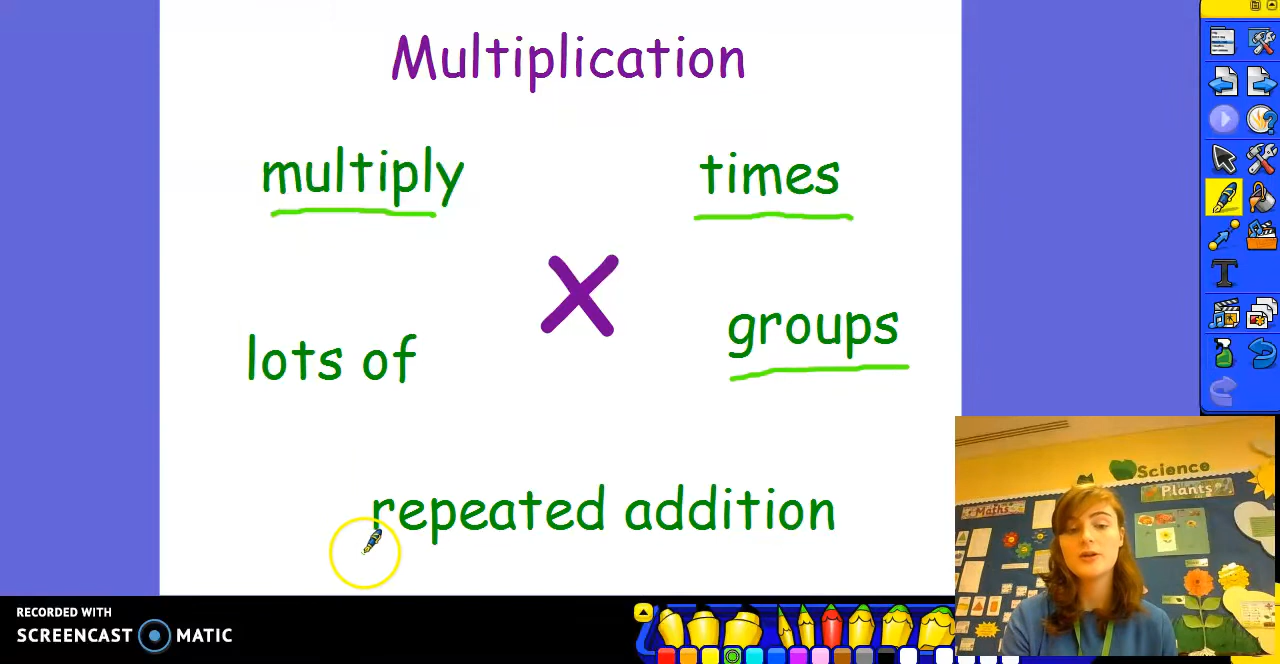 Multiplication
multiply
times
X
groups
lots of
repeated addition
Science
Plants
Maths
RECORDED WITH
SCREENCAST MATIC